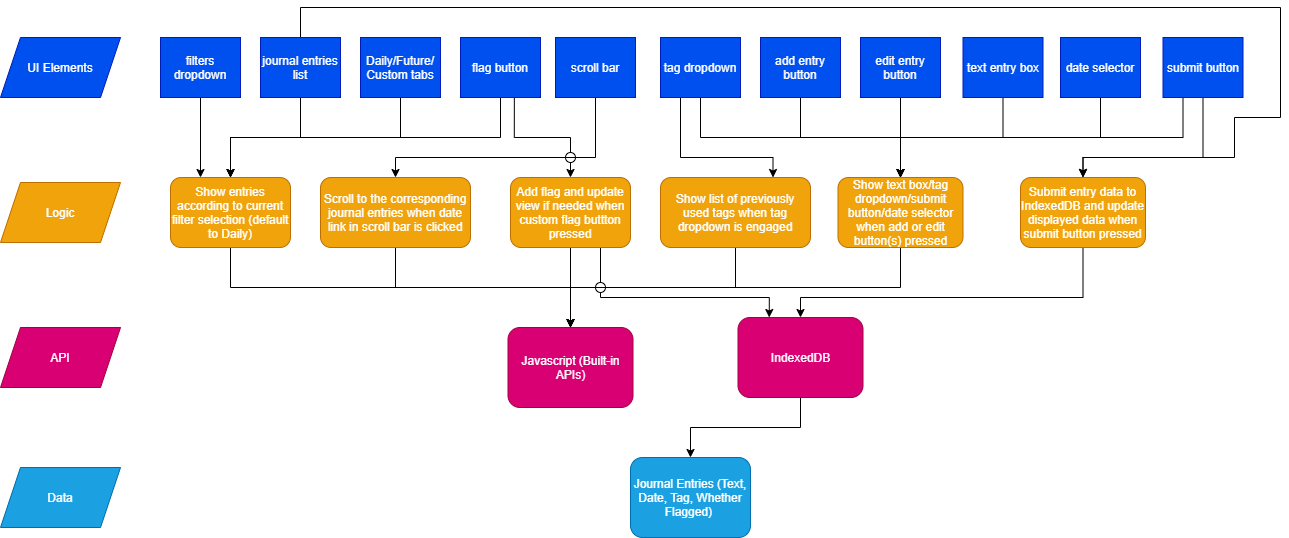 UI Elements
filters
dropdown
journal entries
list
Daily/Future/
Custom tabs
flag button
scroll bar
tag dropdown
add entry
button
edit entry
button
text entry box
date selector
submit button
Logic
Show entries
according to current
filter selection (default
to Daily)
Scroll to the corresponding
journal entries when date
link in scroll bar is clicked
Add flag and update
view if needed when
custom flag buttton
pressed
Show list of previously
used tags when tag
dropdown is engaged
Show text box/tag
dropdown/submit
button/date selector
when add or edit
button(s) pressed
Submit entry data to
IndexedDB and update
displayed data when
submit button pressed
API
Javascript (Built-in
APIs)
IndexedDB
Data
Journal Entries (Text,
Date, Tag, Whether
Flagged)